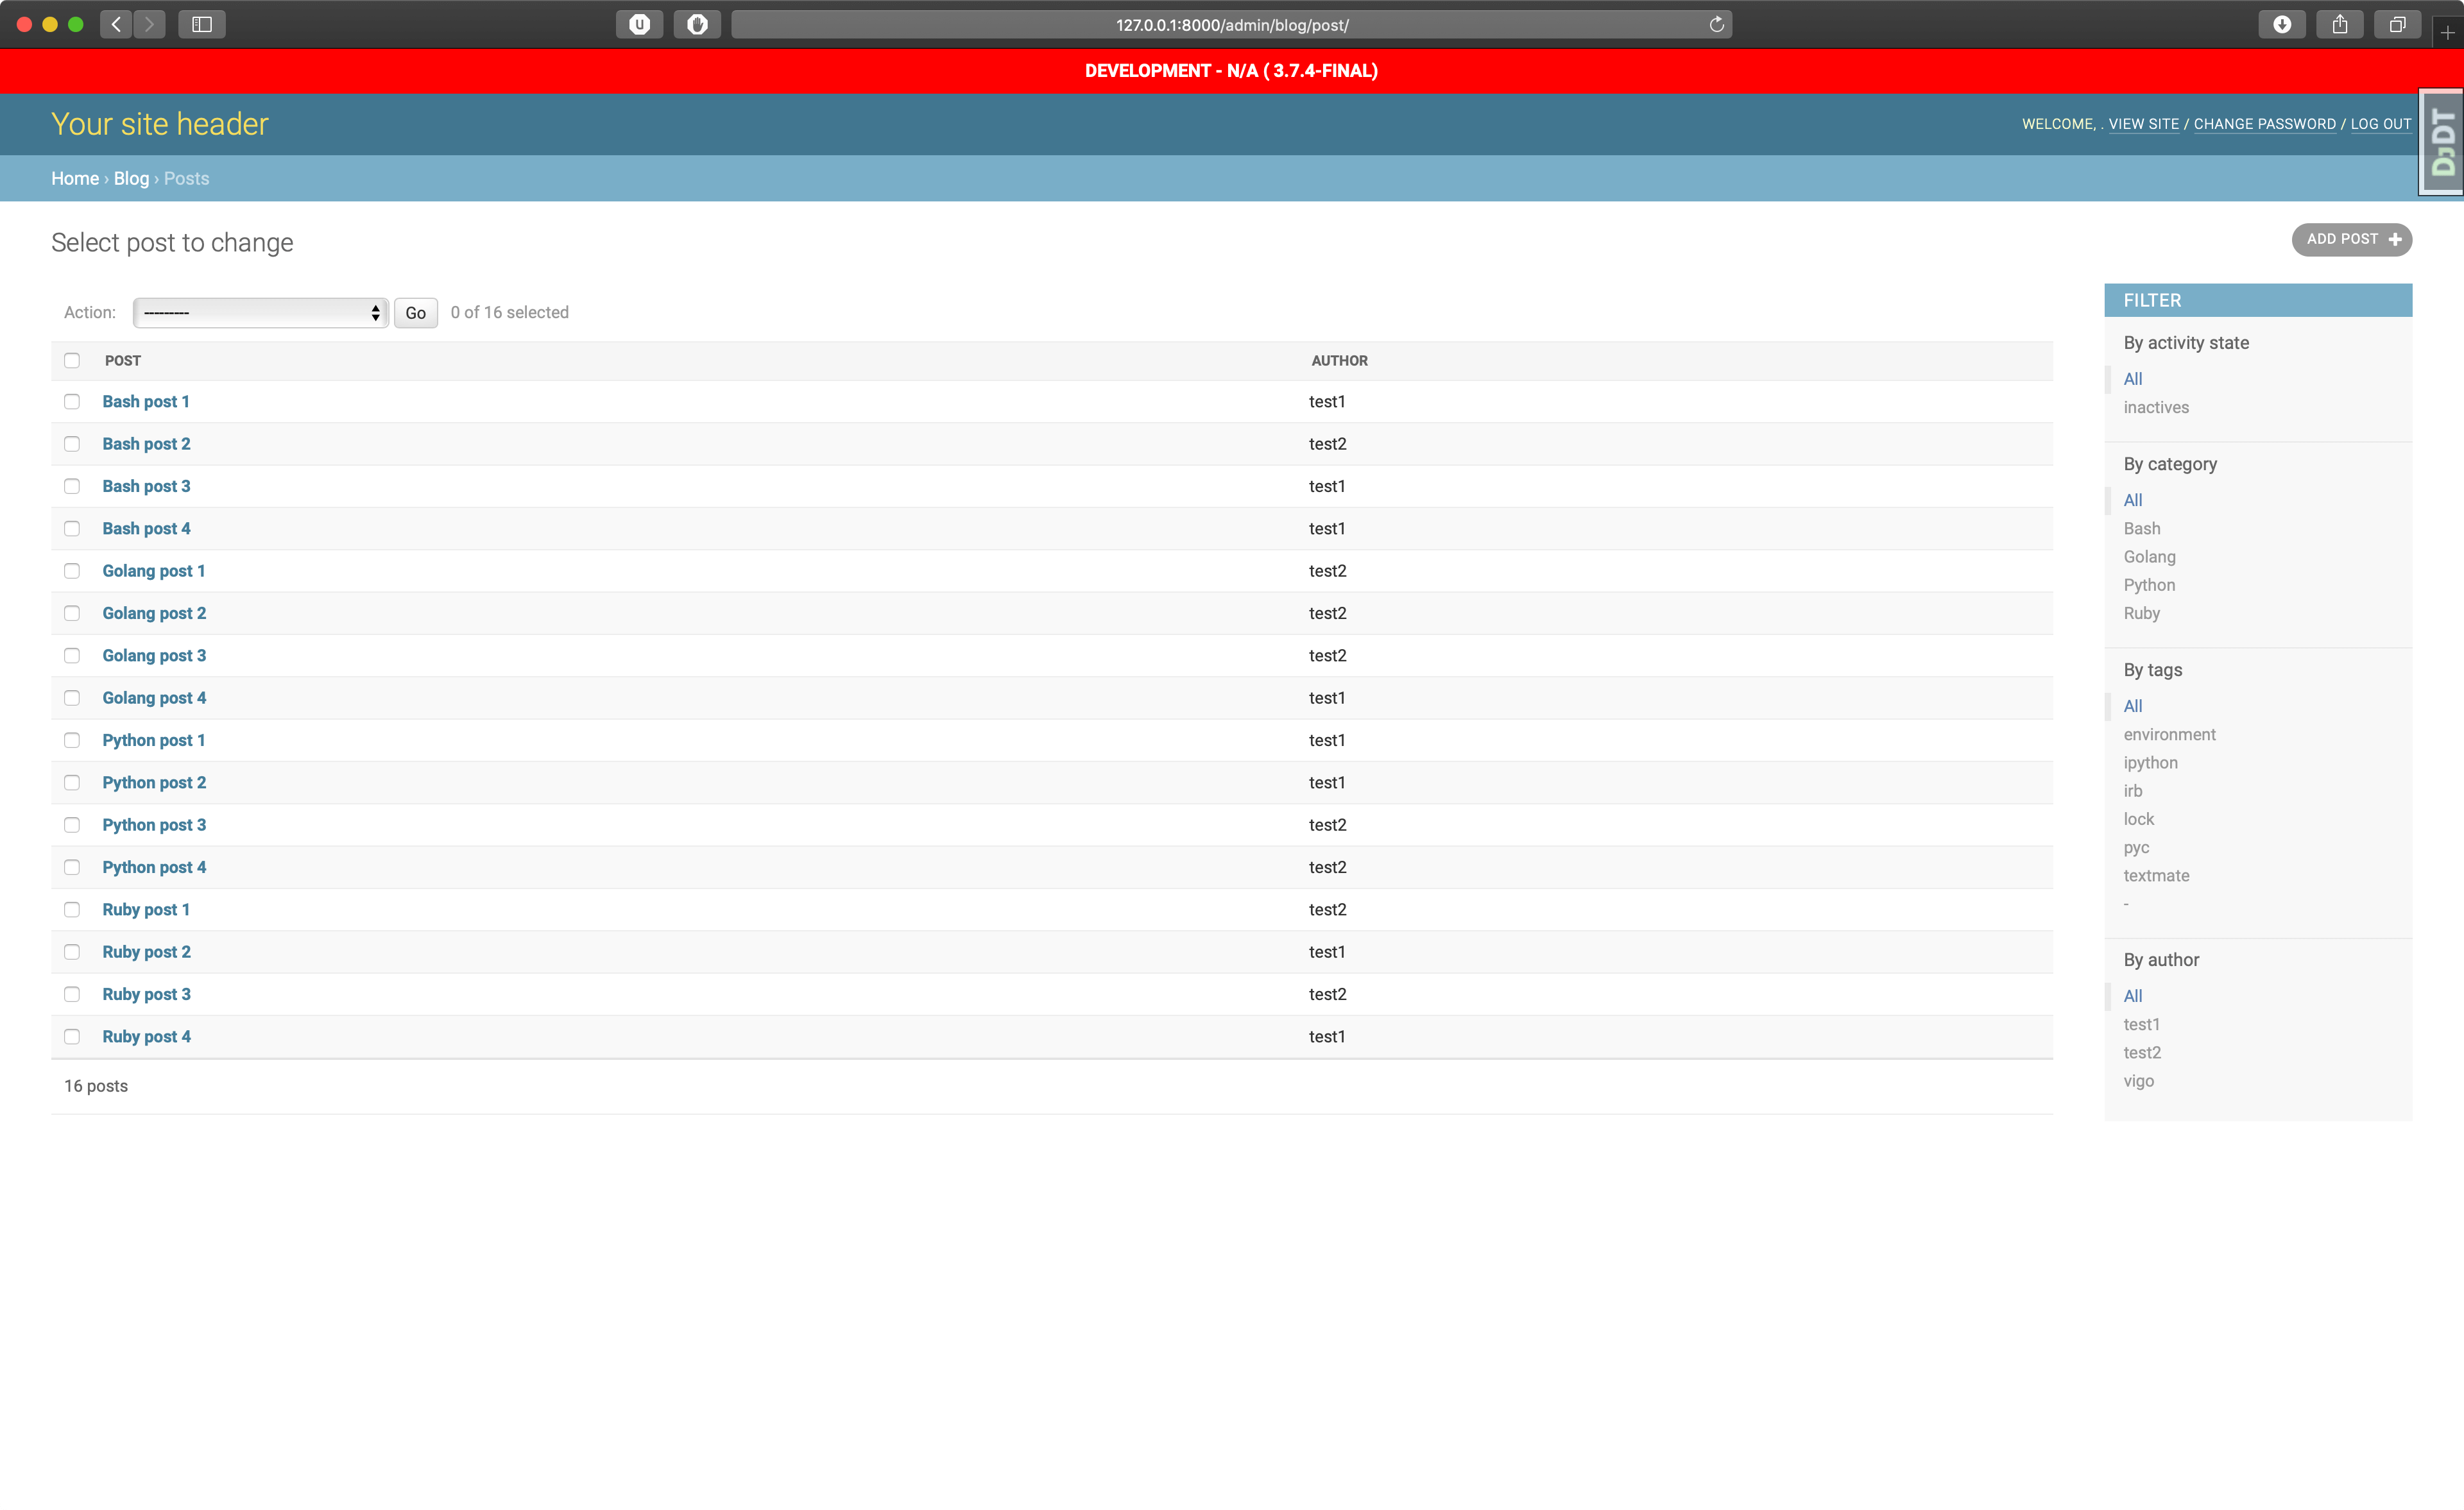 127.0.0.1:8000/admin/blog/post/
DEVELOPMENT - N/A ( 3.7.4-FINAL)
Your site header
WELCOME, . VIEW SITE / CHANGE PASSWORD / LOG OUT
DJDT
Home › Blog › Posts
Select post to change
ADD POST
Action: --------- Go 0 of 16 selected
POST AUTHOR
Bash post 1 test1
Bash post 2 test2
Bash post 3 test1
Bash post 4 test1
Golang post 1 test2
Golang post 2 test2
Golang post 3 test2
Golang post 4 test1
Python post 1 test1
Python post 2 test1
Python post 3 test2
Python post 4 test2
Ruby post 1 test2
Ruby post 2 test1
Ruby post 3 test2
Ruby post 4 test1
16 posts
FILTER
By activity state
All
inactives
By category
All
Bash
Golang
Python
Ruby
By tags
All
environment
ipython
irb
lock
pyc
textmate
-
By author
All
test1
test2
vigo